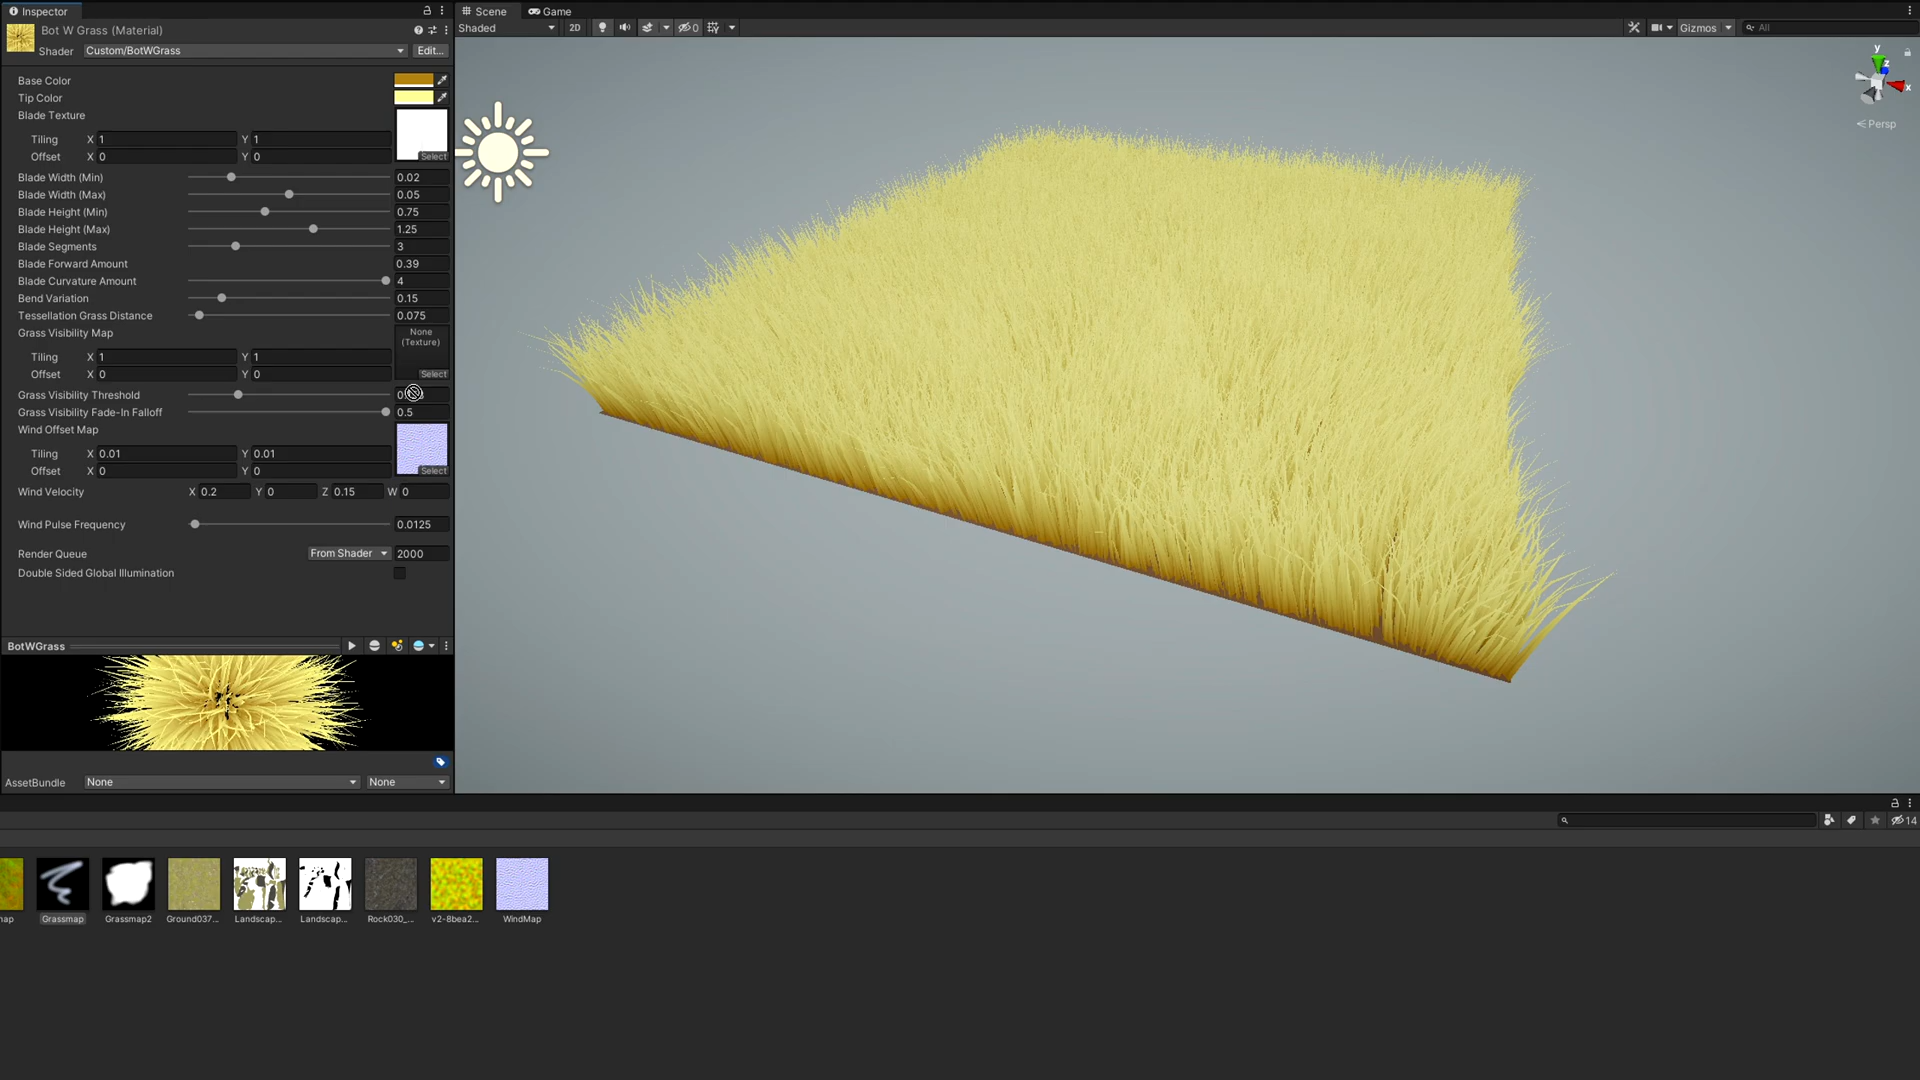 Inspector
Bot W Grass (Material)
Shader Custom/BotWGrass Edit...
Base Color
Tip Color
Blade Texture
Tiling X 1 Y 1
Offset X 0 Y 0 Select
Blade Width (Min) 0.02
Blade Width (Max) 0.05
Blade Height (Min) 0.75
Blade Height (Max) 1.25
Blade Segments 3
Blade Forward Amount 0.39
Blade Curvature Amount 4
Bend Variation 0.15
Tessellation Grass Distance 0.075
Grass Visibility Map None
(Texture)
Tiling X 1 Y 1
Offset X 0 Y 0 Select
Grass Visibility Threshold
Grass Visibility Fade-In Falloff 0.5
Wind Offset Map
Tiling X 0.01 Y 0.01
Offset X 0 Y 0 Select
Wind Velocity X 0.2 Y 0 Z 0.15 W 0
Wind Pulse Frequency 0.0125
Render Queue From Shader 2000
Double Sided Global Illumination
BotWGrass
AssetBundle None None
Scene Game
Shaded 2D 0 Gizmos All
y
z
x
Persp
14
map Grassmap Grassmap2 Ground037... Landscap... Landscap... Rock030_... v2-8bea2... WindMap